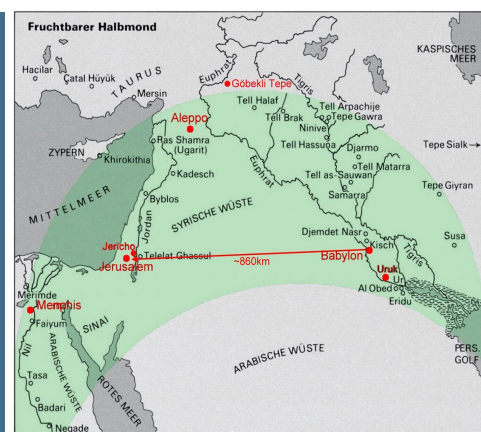 Fruchtbarer Halbmond
KASPISCHES
MEER
Hacilar
Çatal Hüyük
TAURUS
Mersin
Euphrat
Göbekli Tepe
Tigris
Tell Halaf
Tell Brak
Tell Arpachije
Tepe Gawra
Ninive
Tell Hassuna
Djarmo
Tell Matarra
Tell as-Sauwan
Samarra
Tepe Sialk
Tepe Giyran
Susa
Aleppo
Ras Shamra
(Ugarit)
ZYPERN
Khirokithia
Kadesch
Euphrat
MITTELMEER
Byblos
Jordan
SYRISCHE WÜSTE
Djemdet Nasr
Kisch
Jericho
Telelat Ghassul
Jerusalem
~860km
Babylon
Tigris
Uruk
Ur
Al Obed
Eridu
Merimde
Memphis
Faiyum
SINAI
NIL
ARABISCHE WÜSTE
PERS.
GOLF
ARABISCHE WÜSTE
ROTES MEER
Tasa
Badari
Negade